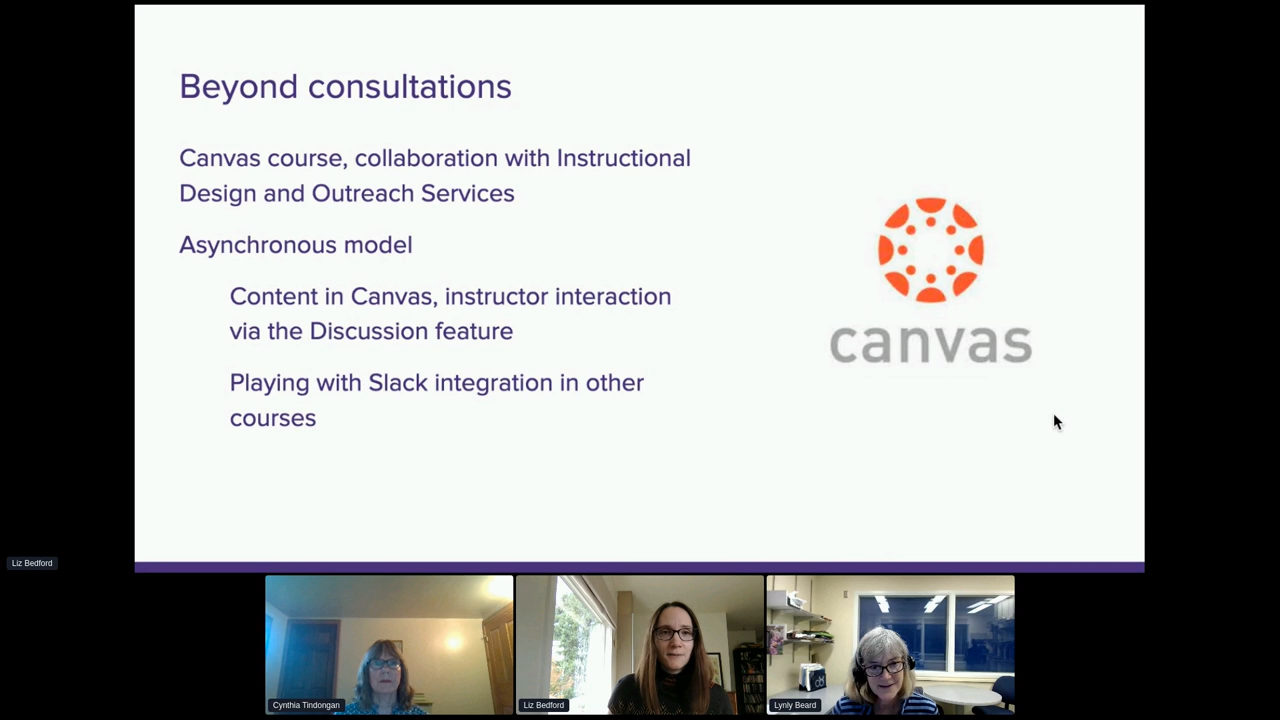 Beyond consultations
Canvas course, collaboration with Instructional
Design and Outreach Services
Asynchronous model
Content in Canvas, instructor interaction
via the Discussion feature
Playing with Slack integration in other
courses
canvas
Liz Bedford
Cynthia Tindongan
Liz Bedford
Lynly Beard